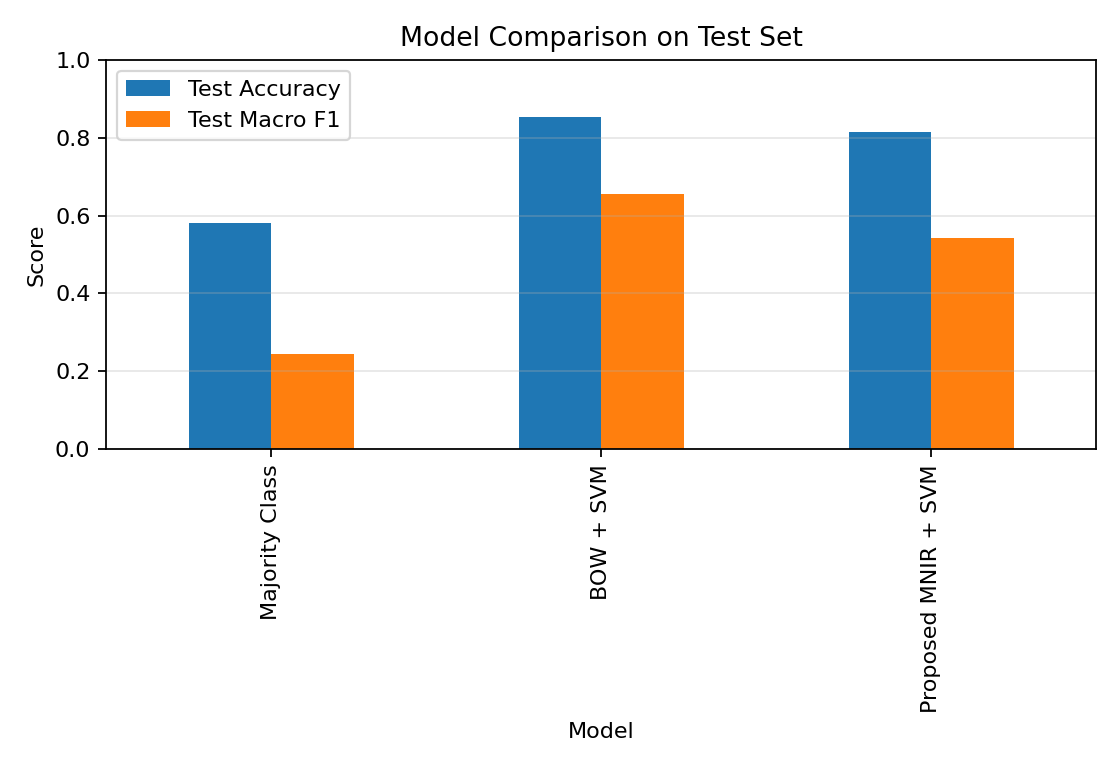 Model Comparison on Test Set
Test Accuracy
Test Macro F1
1.0
0.8
0.6
0.4
0.2
0.0
Score
Majority Class
BOW + SVM
Proposed MNIR + SVM
Model